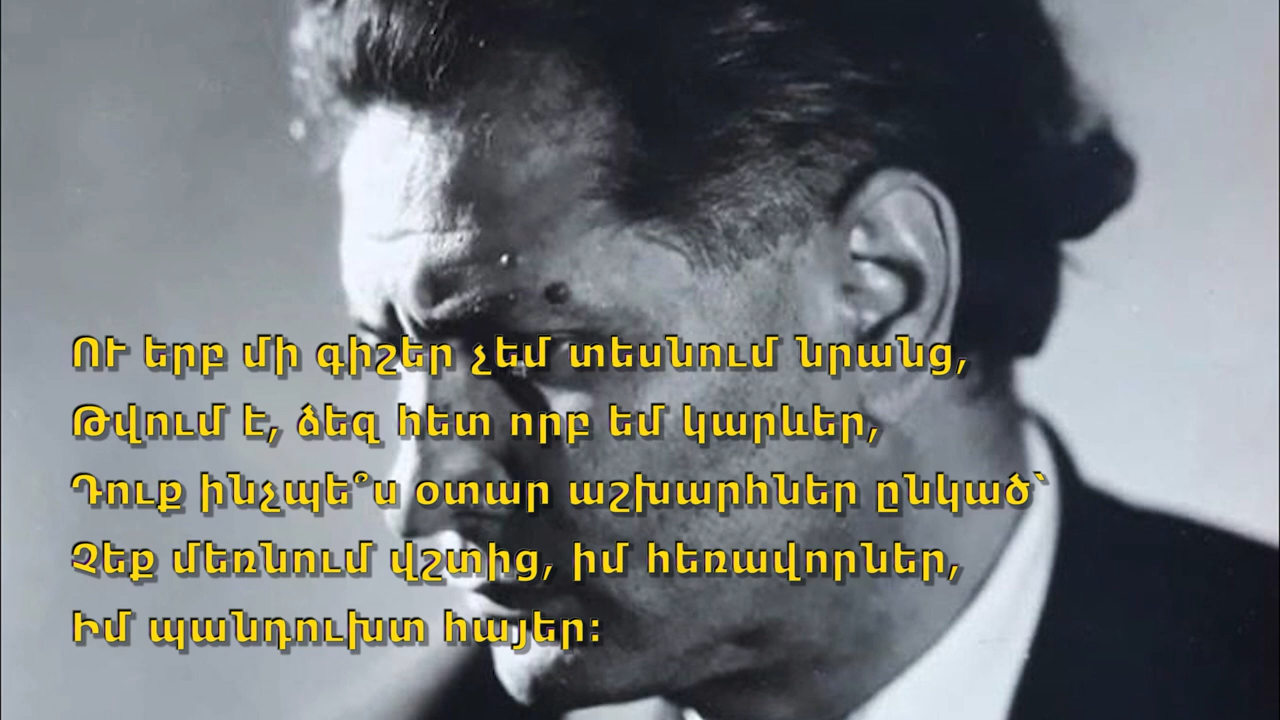 ՈՒ երբ մի գիշեր չեմ տեսնում նրանց,
Թվում է, ձեզ հետ որբ եմ կարևեր,
Դուք ինչպե՞ս օտար աշխարհներ ընկած՝
Չեք մեռնում վշտից, իմ հեռավորներ,
Իմ պանդուխտ հայեր։